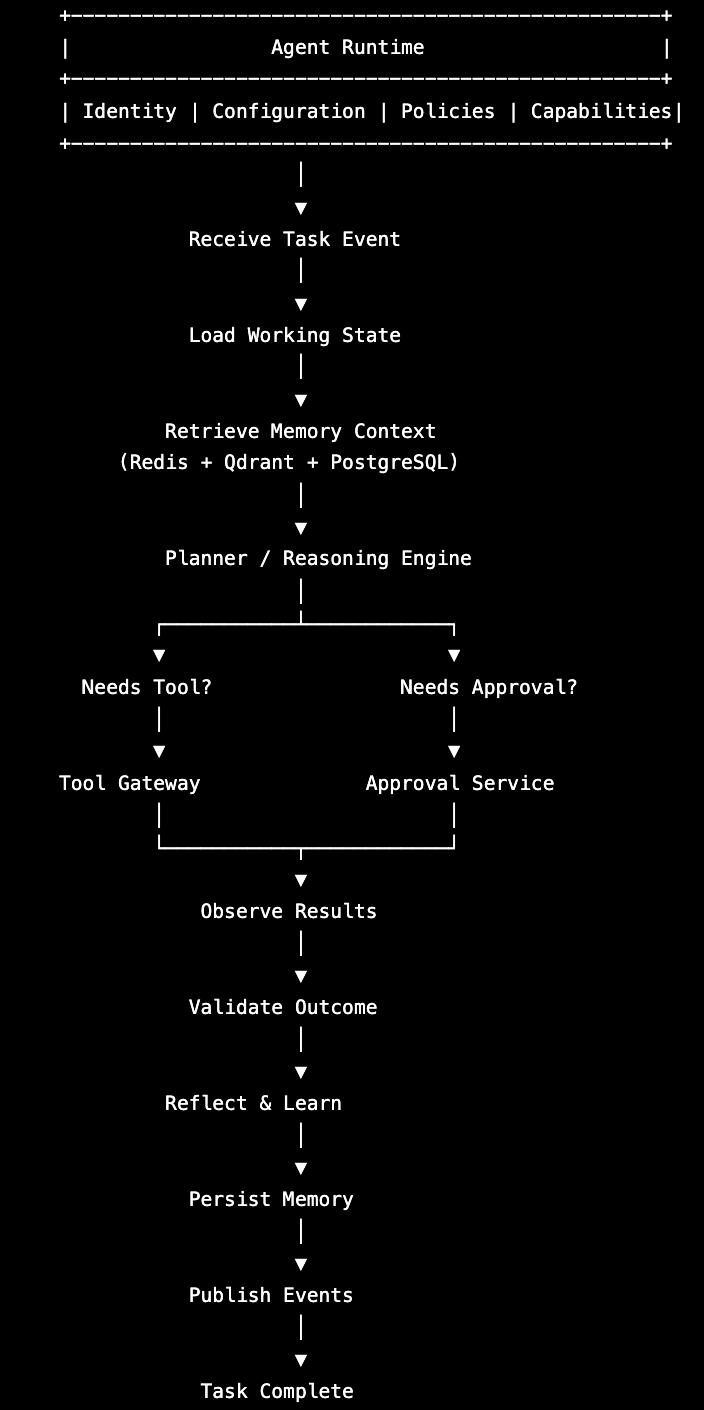 Agent Runtime
| Identity | Configuration | Policies | Capabilities|
Receive Task Event
Load Working State
Retrieve Memory Context
(Redis + Qdrant + PostgreSQL)
Planner / Reasoning Engine
Needs Tool? Needs Approval?
Tool Gateway Approval Service
Observe Results
Validate Outcome
Reflect & Learn
Persist Memory
Publish Events
Task Complete